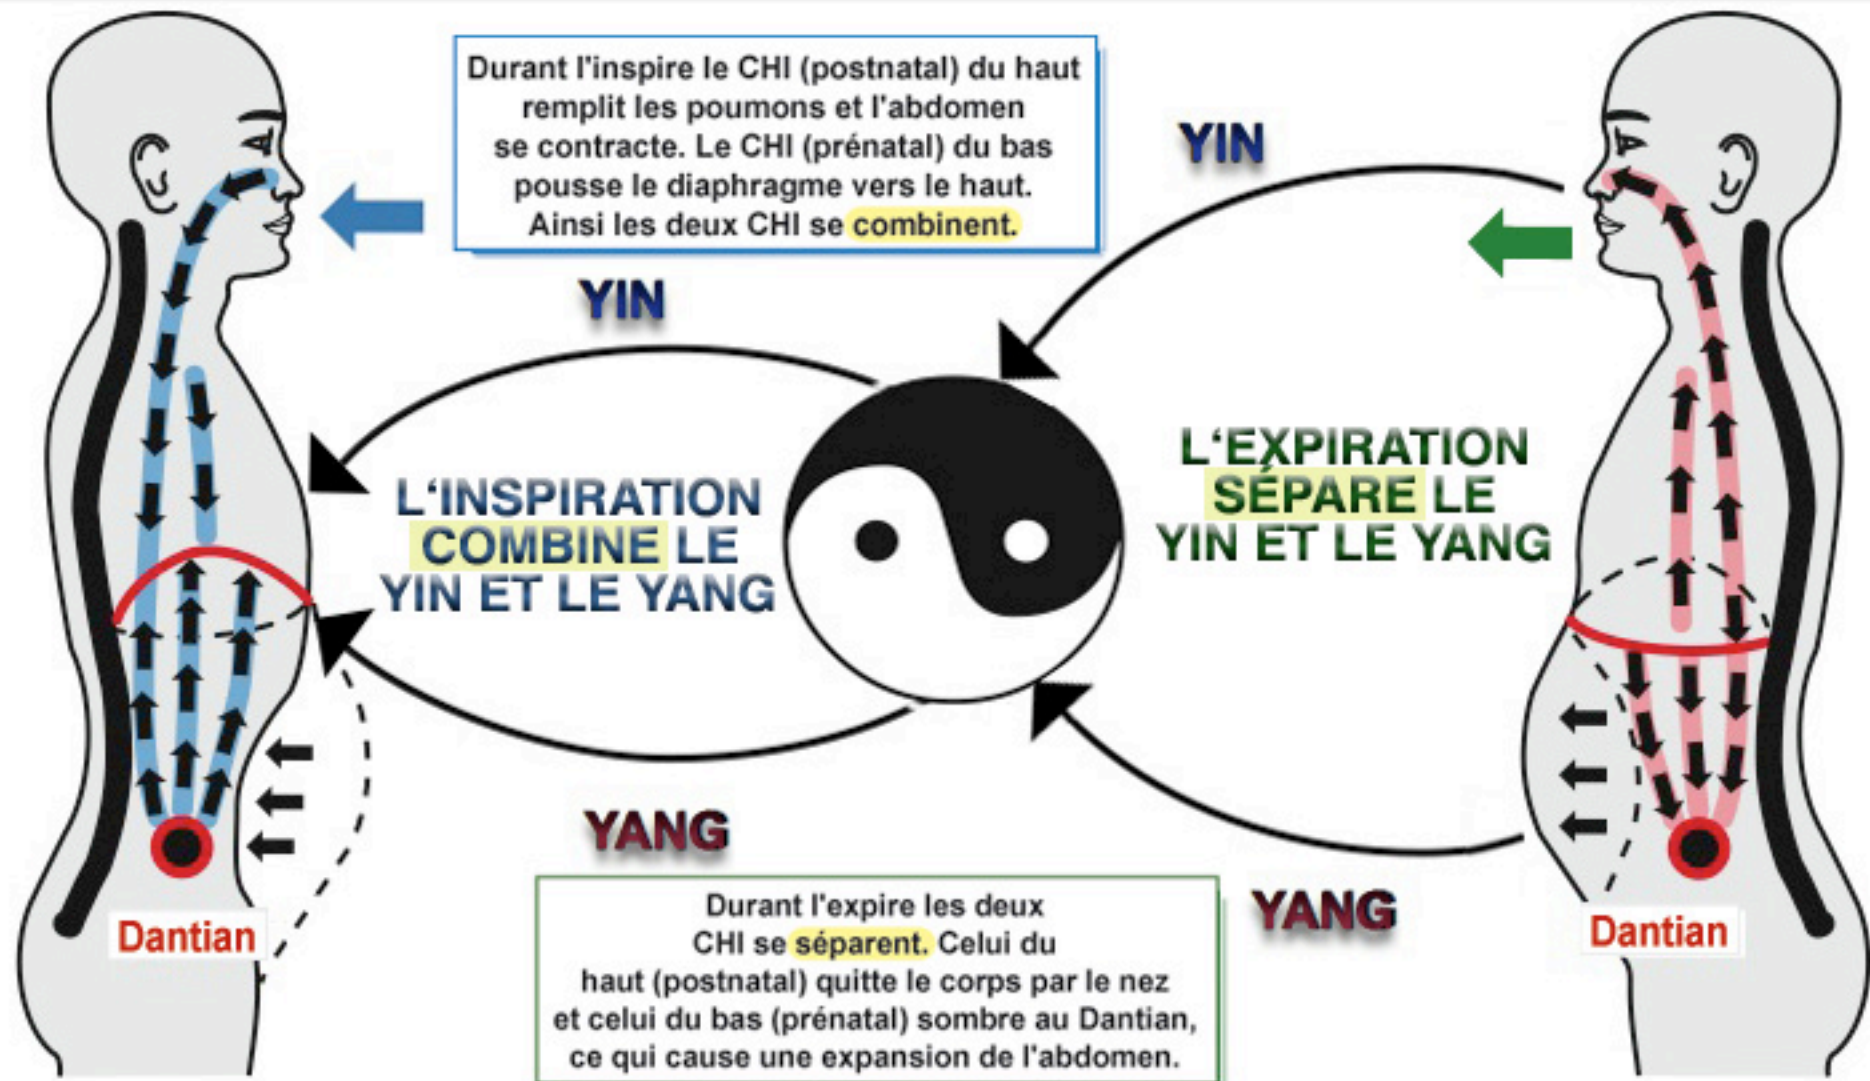 Durant l'inspire le CHI (postnatal) du haut
remplit les poumons et l'abdomen
se contracte. Le CHI (prénatal) du bas
pousse le diaphragme vers le haut.
Ainsi les deux CHI se combinent.
YIN
YIN
L'INSPIRATION
COMBINE LE
YIN ET LE YANG
L'EXPIRATION
SÉPARE LE
YIN ET LE YANG
YANG
YANG
Dantian
Dantian
Durant l'expire les deux
CHI se séparent. Celui du
haut (postnatal) quitte le corps par le nez
et celui du bas (prénatal) sombre au Dantian,
ce qui cause une expansion de l'abdomen.